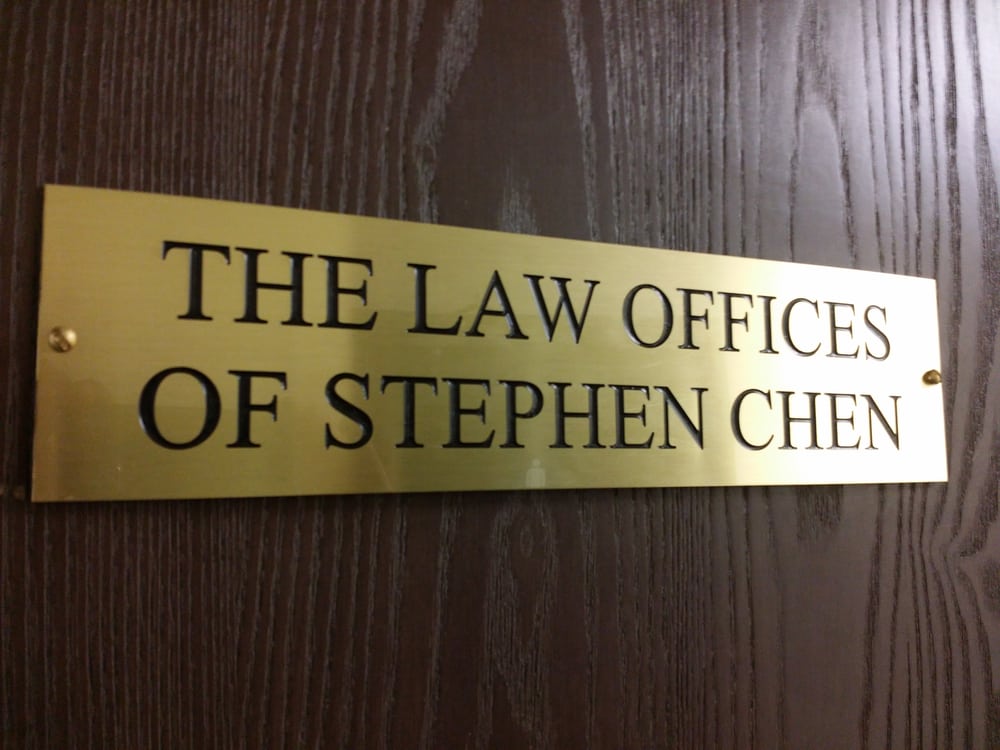 THE LAW OFFICES
OF STEPHEN CHEN